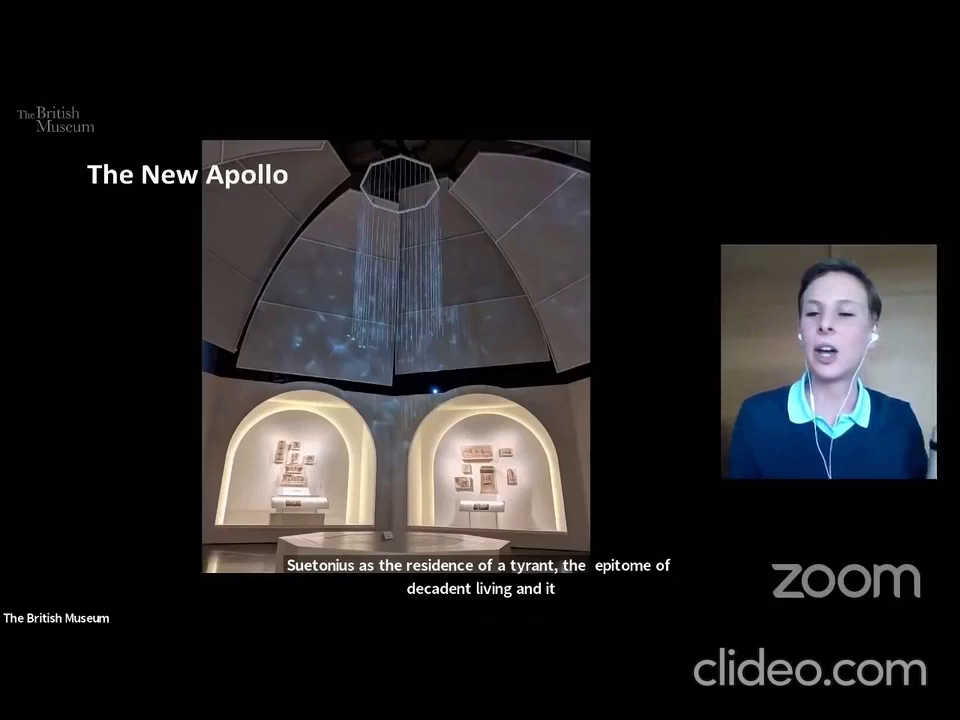 The British
Museum
The New Apollo
Suetonius as the residence of a tyrant, the epitome of
decadent living and it
zoom
The British Museum
clideo.com